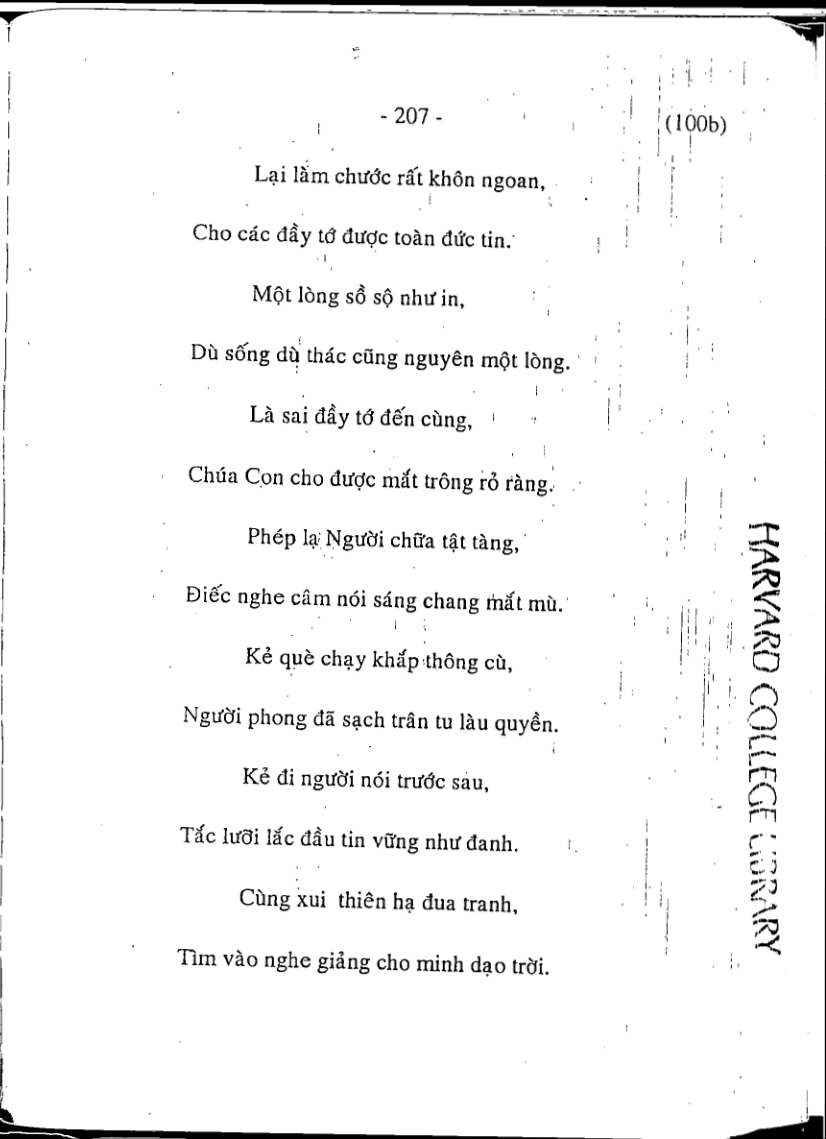 - 207 -
(100b)
Lại lằm chước rất khôn ngoan,
Cho các đầy tớ được toàn đức tin.
Một lòng sồ sộ như in,
Dù sống dù thác cũng nguyên một lòng.
Là sai đầy tớ đến cùng,
Chúa Con cho được mắt trông rỏ ràng.
Phép lạ Người chữa tật tàng,
Điếc nghe câm nói sáng chang mắt mù.
Kẻ què chạy khắp thông cù,
Người phong đã sạch trân tu làu quyền.
Kẻ đi người nói trước sau,
Tắc lưỡi lắc đầu tin vững như đanh.
Cùng xui thiên hạ đua tranh,
Tìm vào nghe giảng cho minh dạo trời.
HARVARD COLLEGE LIBRARY